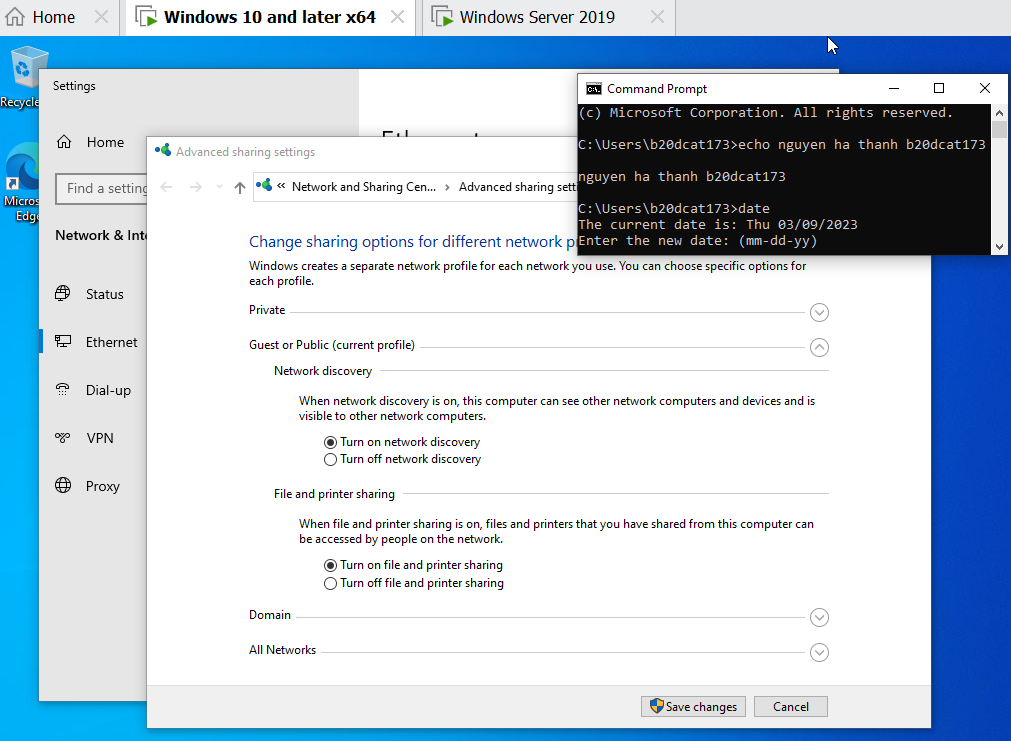 Home
Windows 10 and later x64
Windows Server 2019
Recycle
Micros
Edge
Settings
Home
Find a setting
Network & Inte
Status
Ethernet
Dial-up
VPN
Proxy
Ethernet
Advanced sharing settings
« Network and Sharing Cen... › Advanced sharing setti
Change sharing options for different network p
Windows creates a separate network profile for each network you use. You can choose specific options for
each profile.
Private
Guest or Public (current profile)
Network discovery
When network discovery is on, this computer can see other network computers and devices and is
visible to other network computers.
Turn on network discovery
Turn off network discovery
File and printer sharing
When file and printer sharing is on, files and printers that you have shared from this computer can
be accessed by people on the network.
Turn on file and printer sharing
Turn off file and printer sharing
Domain
All Networks
Save changes
Cancel
Command Prompt
(c) Microsoft Corporation. All rights reserved.
C:\Users\b20dcat173>echo nguyen ha thanh b20dcat173
nguyen ha thanh b20dcat173
C:\Users\b20dcat173>date
The current date is: Thu 03/09/2023
Enter the new date: (mm-dd-yy)